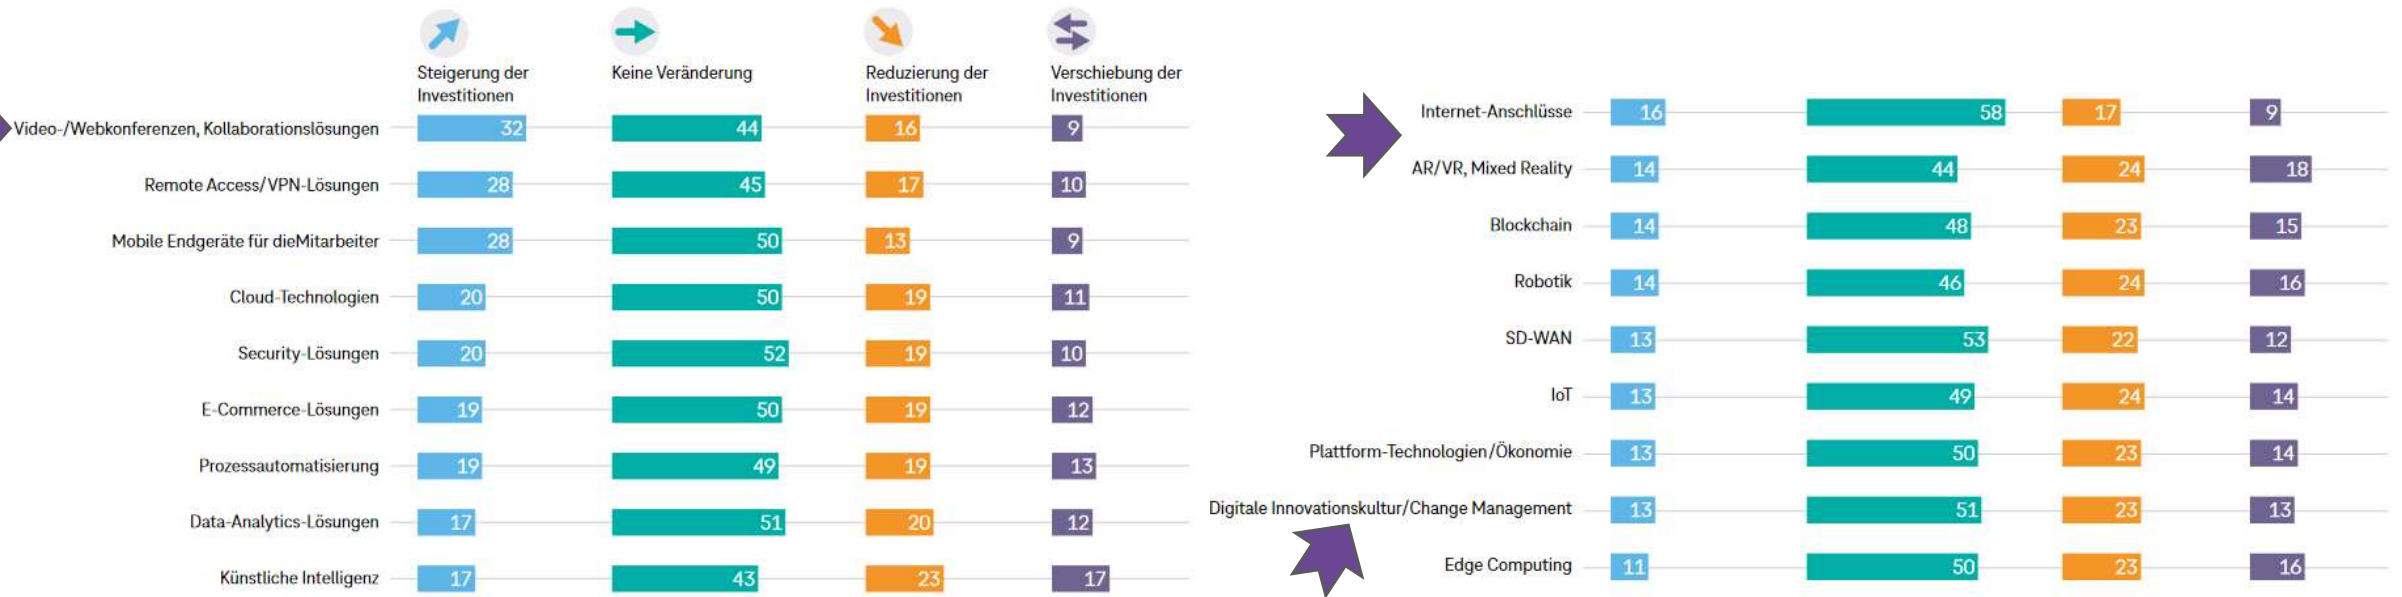 Steigerung der
Investitionen
Keine Veränderung
Reduzierung der
Investitionen
Verschiebung der
Investitionen
Video-/Webkonferenzen, Kollaborationslösungen 32 44 16 9
Remote Access/VPN-Lösungen 28 45 17 10
Mobile Endgeräte für dieMitarbeiter 28 50 13 9
Cloud-Technologien 20 50 19 11
Security-Lösungen 20 52 19 10
E-Commerce-Lösungen 19 50 19 12
Prozessautomatisierung 19 49 19 13
Data-Analytics-Lösungen 17 51 20 12
Künstliche Intelligenz 17 43 23 17
Internet-Anschlüsse 16 58 17 9
AR/VR, Mixed Reality 14 44 24 18
Blockchain 14 48 23 15
Robotik 14 46 24 16
SD-WAN 13 53 22 12
IoT 13 49 24 14
Plattform-Technologien/Ökonomie 13 50 23 14
Digitale Innovationskultur/Change Management 13 51 23 13
Edge Computing 11 50 23 16